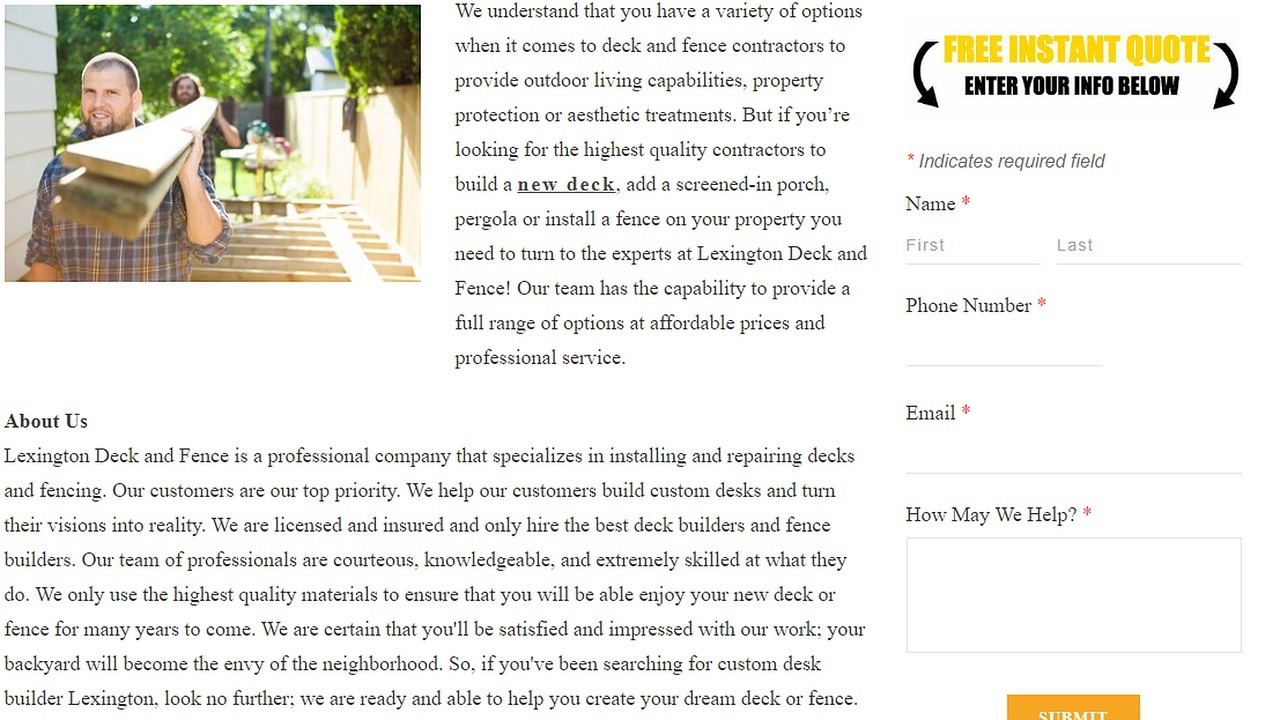 We understand that you have a variety of options
when it comes to deck and fence contractors to
provide outdoor living capabilities, property
protection or aesthetic treatments. But if you’re
looking for the highest quality contractors to
build a new deck, add a screened-in porch,
pergola or install a fence on your property you
need to turn to the experts at Lexington Deck and
Fence! Our team has the capability to provide a
full range of options at affordable prices and
professional service.
About Us
Lexington Deck and Fence is a professional company that specializes in installing and repairing decks
and fencing. Our customers are our top priority. We help our customers build custom desks and turn
their visions into reality. We are licensed and insured and only hire the best deck builders and fence
builders. Our team of professionals are courteous, knowledgeable, and extremely skilled at what they
do. We only use the highest quality materials to ensure that you will be able enjoy your new deck or
fence for many years to come. We are certain that you'll be satisfied and impressed with our work; your
backyard will become the envy of the neighborhood. So, if you've been searching for custom desk
builder Lexington, look no further; we are ready and able to help you create your dream deck or fence.
FREE INSTANT QUOTE
ENTER YOUR INFO BELOW
* Indicates required field
Name *
First Last
Phone Number *
Email *
How May We Help? *
SUBMIT